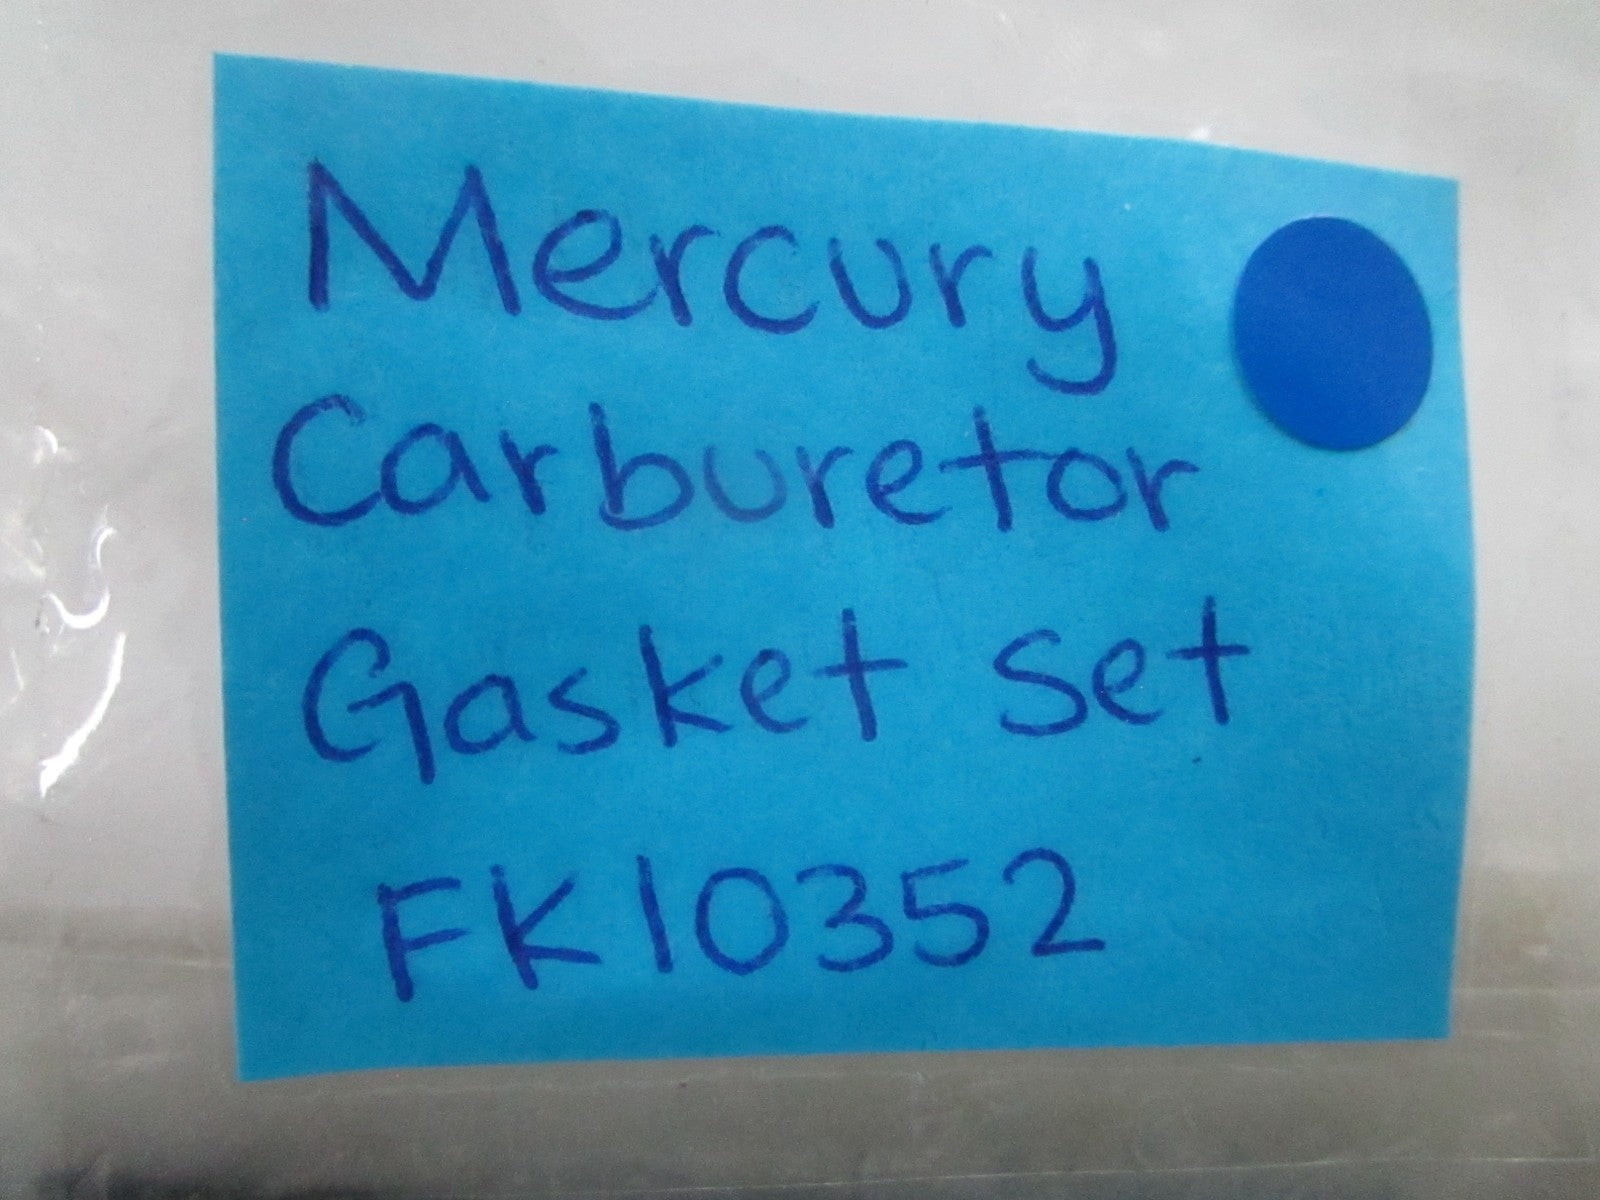 Mercury
Carburetor
Gasket Set
FK10352